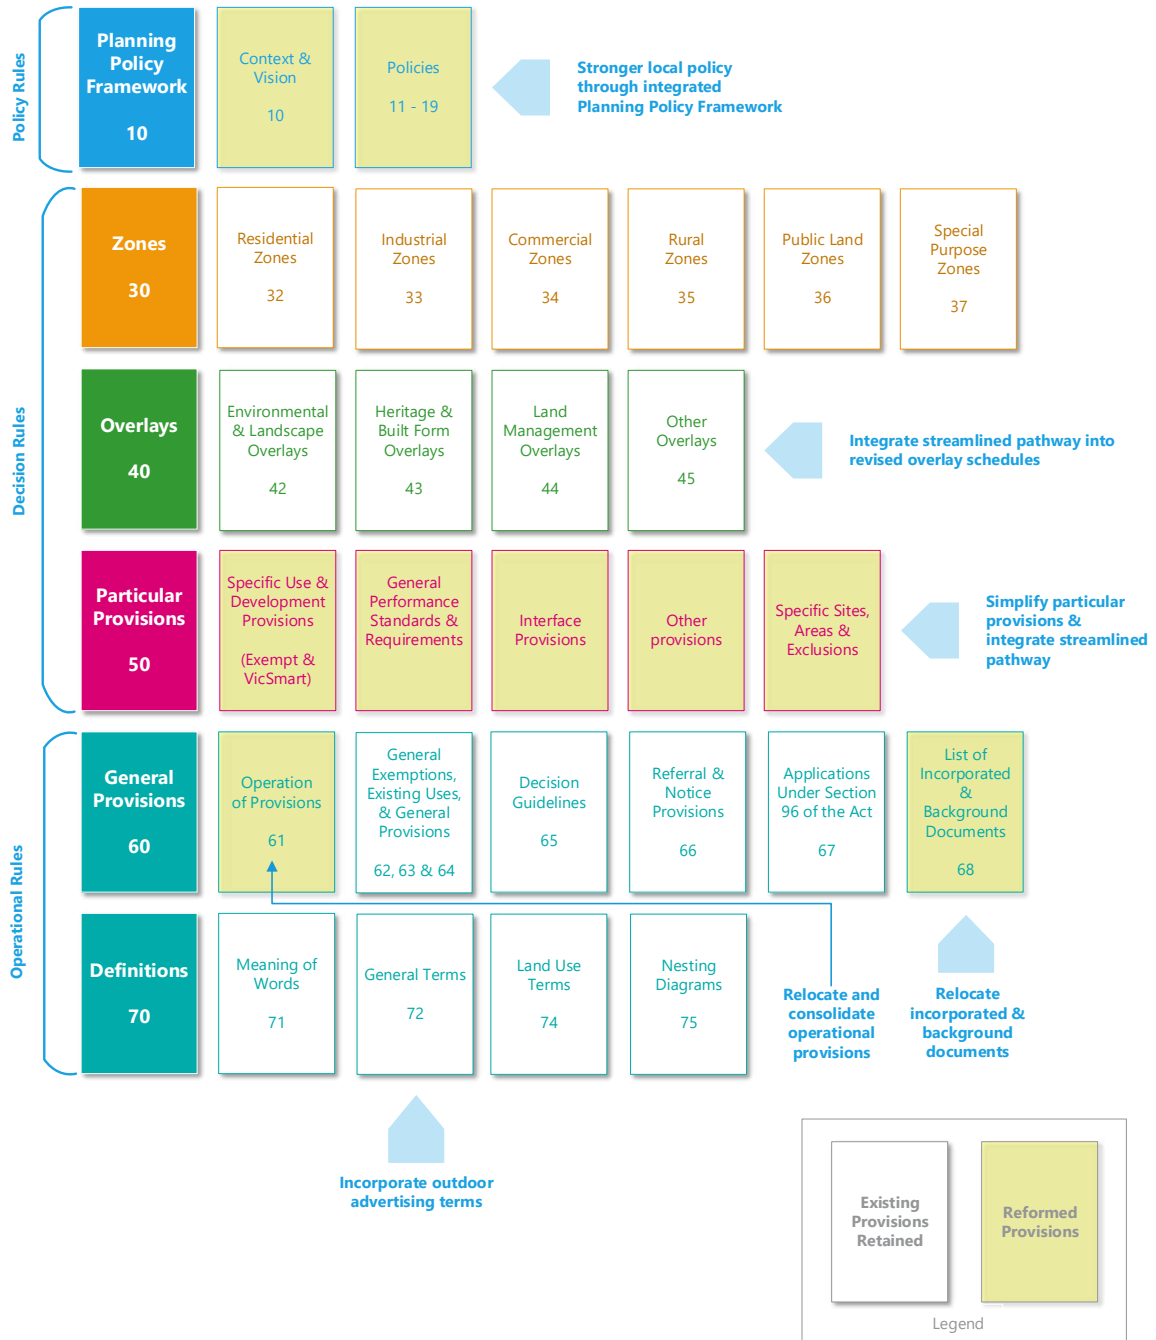 Policy Rules
Planning
Policy
Framework
10
Context &
Vision
10
Policies
11 - 19
Stronger local policy
through integrated
Planning Policy Framework
Decision Rules
Zones
30
Residential
Zones
32
Industrial
Zones
33
Commercial
Zones
34
Rural
Zones
35
Public Land
Zones
36
Special
Purpose
Zones
37
Overlays
40
Environmental
& Landscape
Overlays
42
Heritage &
Built Form
Overlays
43
Land
Management
Overlays
44
Other
Overlays
45
Integrate streamlined pathway into
revised overlay schedules
Particular
Provisions
50
Specific Use &
Development
Provisions
(Exempt &
VicSmart)
General
Performance
Standards &
Requirements
Interface
Provisions
Other
provisions
Specific Sites,
Areas &
Exclusions
Simplify particular
provisions &
integrate streamlined
pathway
Operational Rules
General
Provisions
60
Operation
of Provisions
61
General
Exemptions,
Existing Uses,
& General
Provisions
62, 63 & 64
Decision
Guidelines
65
Referral &
Notice
Provisions
66
Applications
Under Section
96 of the Act
67
List of
Incorporated
&
Background
Documents
68
Definitions
70
Meaning of
Words
71
General Terms
72
Land Use
Terms
74
Nesting
Diagrams
75
Relocate and
consolidate
operational
provisions
Relocate
incorporated &
background
documents
Incorporate outdoor
advertising terms
Existing
Provisions
Retained
Reformed
Provisions
Legend